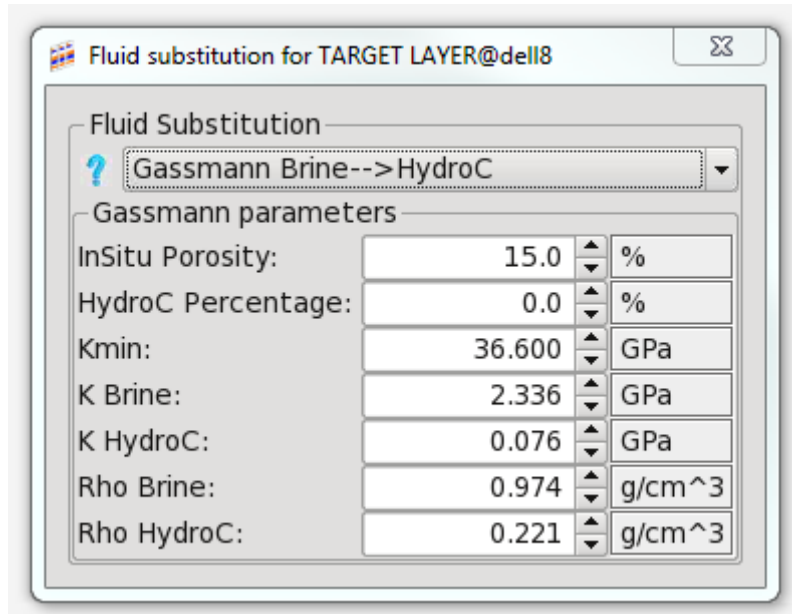 Fluid substitution for TARGET LAYER@dell8
Fluid Substitution
? Gassmann Brine-->HydroC
Gassmann parameters
InSitu Porosity: 15.0 %
HydroC Percentage: 0.0 %
Kmin: 36.600 GPa
K Brine: 2.336 GPa
K HydroC: 0.076 GPa
Rho Brine: 0.974 g/cm^3
Rho HydroC: 0.221 g/cm^3